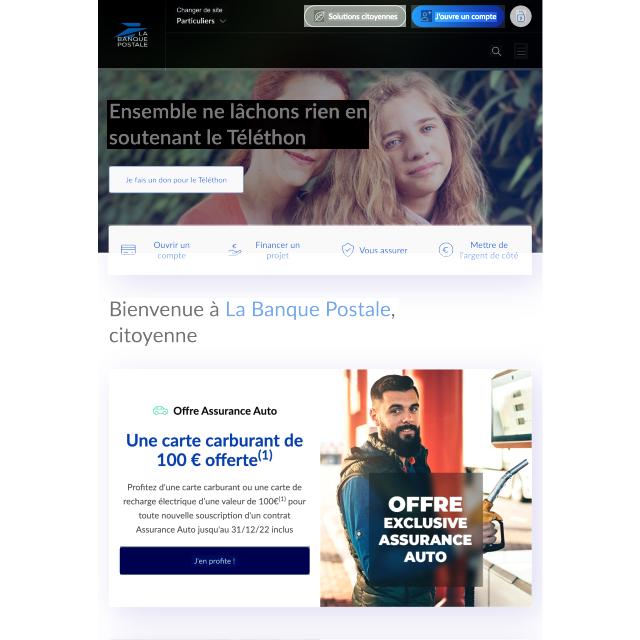 LA
BANQUE
POSTALE
Changer de site
Particuliers
Solutions citoyennes
J'ouvre un compte
Ensemble ne lâchons rien en
soutenant le Téléthon
Je fais un don pour le Téléthon
Ouvrir un
compte
Financer un
projet
Vous assurer
Mettre de
l'argent de côté
Bienvenue à La Banque Postale,
citoyenne
Offre Assurance Auto
Une carte carburant de
100 € offerte(1)
Profitez d'une carte carburant ou une carte de
recharge électrique d'une valeur de 100€(1) pour
toute nouvelle souscription d'un contrat
Assurance Auto jusqu'au 31/12/22 inclus
J'en profite !
OFFRE
EXCLUSIVE
ASSURANCE
AUTO